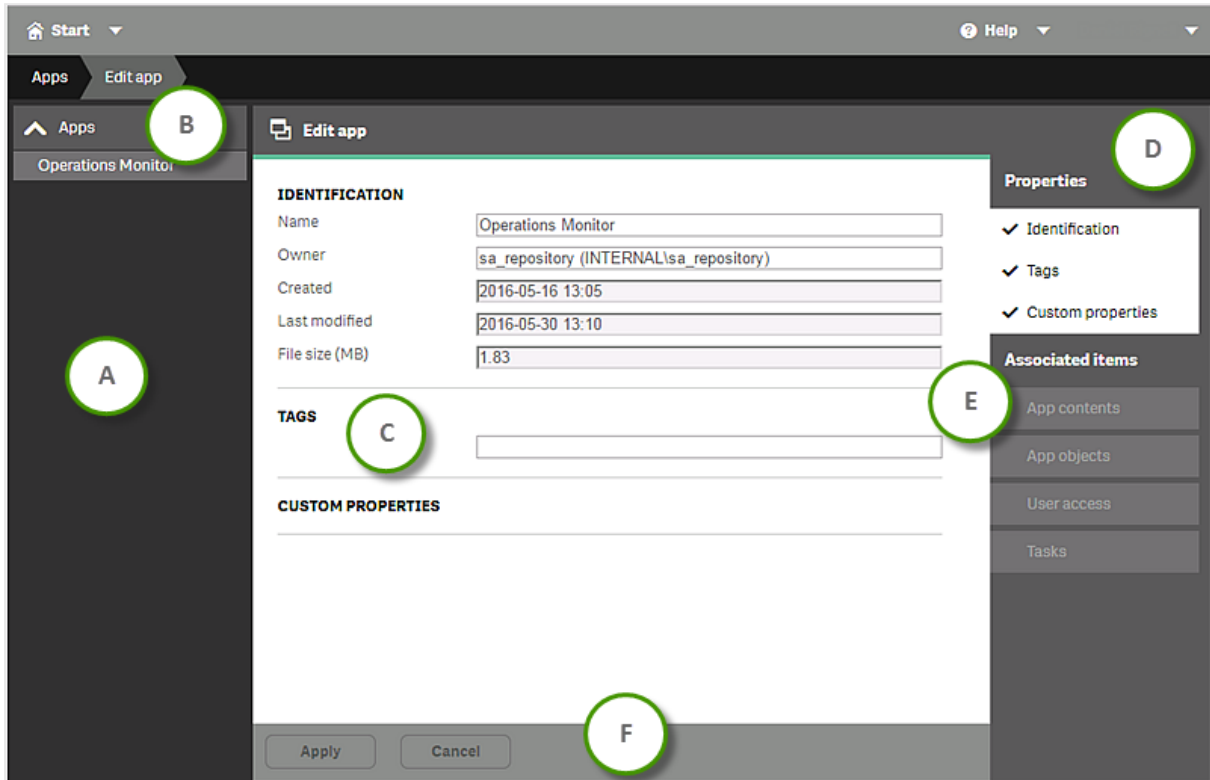 Start
Help
Apps
Edit app
Apps
B
Operations Monitor
A
Edit app
IDENTIFICATION
Name
Operations Monitor
Owner
sa_repository (INTERNAL\sa_repository)
Created
2016-05-16 13:05
Last modified
2016-05-30 13:10
File size (MB)
1.83
TAGS
C
CUSTOM PROPERTIES
D
Properties
Identification
Tags
Custom properties
Associated items
E
App contents
App objects
User access
Tasks
Apply
Cancel
F